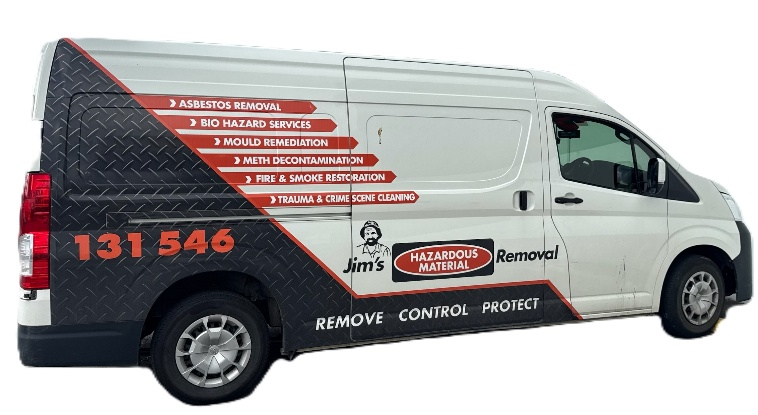 ASBESTOS REMOVAL
BIO HAZARD SERVICES
MOULD REMEDIATION
METH DECONTAMINATION
FIRE & SMOKE RESTORATION
TRAUMA & CRIME SCENE CLEANING
131 546
Jim's HAZARDOUS MATERIAL Removal
REMOVE CONTROL PROTECT